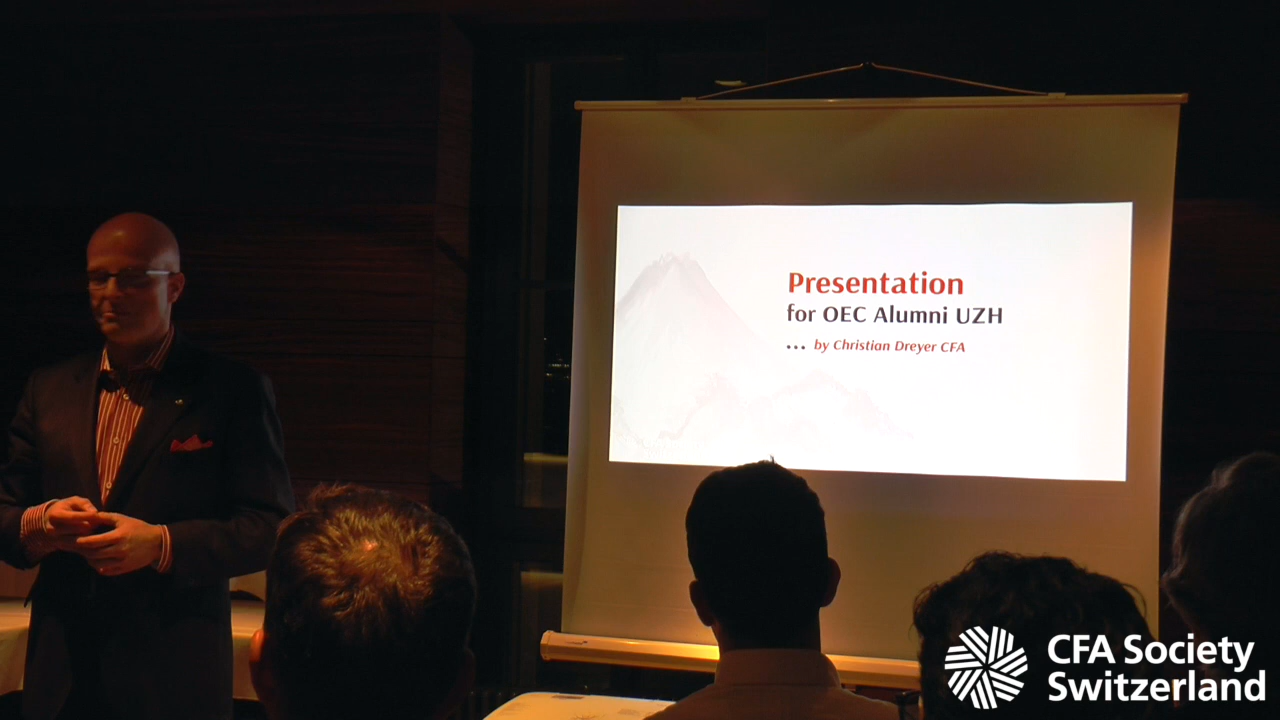 Presentation
for OEC Alumni UZH
... by Christian Dreyer CFA
CFA Society
Switzerland